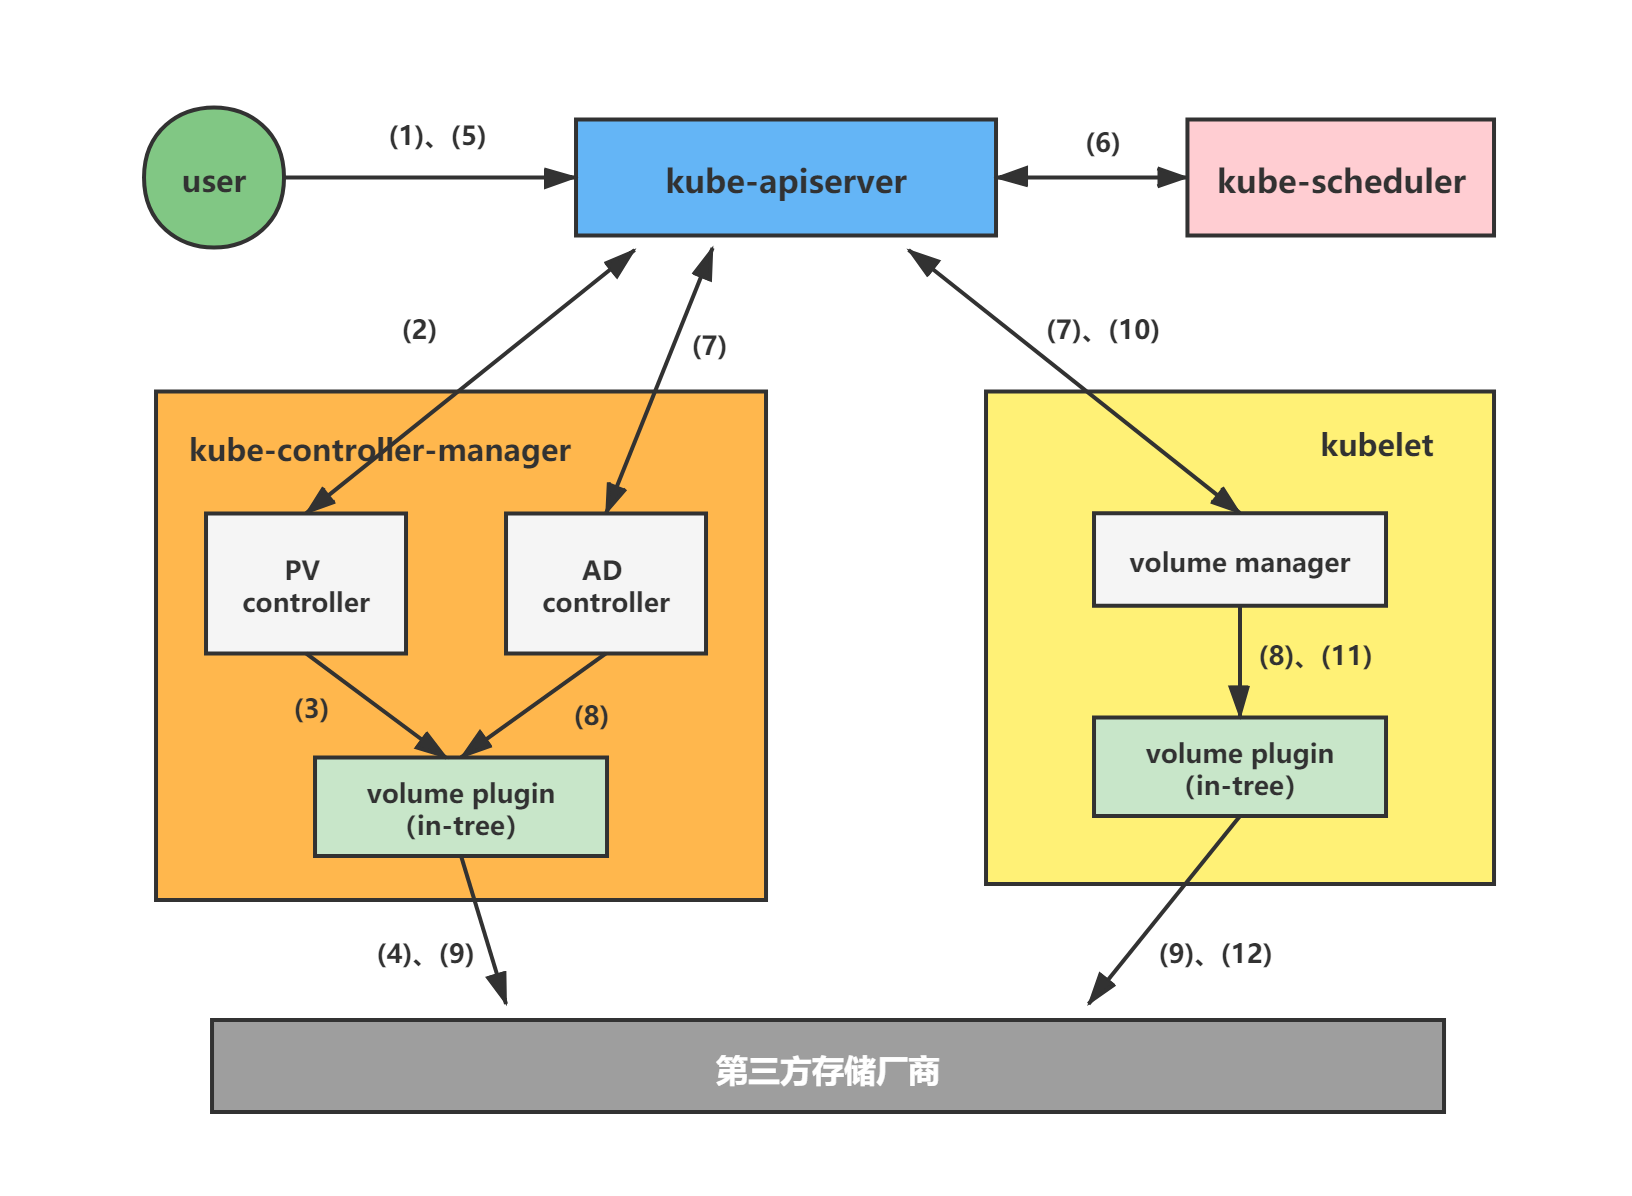 user
(1)、(5)
kube-apiserver
(6)
kube-scheduler
(2)
(7)
(7)、(10)
kube-controller-manager
PV
controller
AD
controller
(3)
(8)
volume plugin
(in-tree)
(4)、(9)
kubelet
volume manager
(8)、(11)
volume plugin
(in-tree)
(9)、(12)
第三方存储厂商